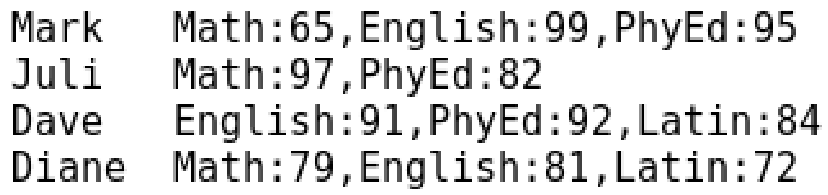 Mark   Math:65,English:99,PhyEd:95
Juli   Math:97,PhyEd:82
Dave   English:91,PhyEd:92,Latin:84
Diane  Math:79,English:81,Latin:72